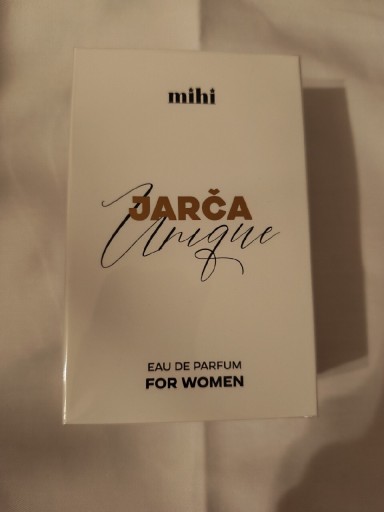 mihi
JARČA
Unique
EAU DE PARFUM
FOR WOMEN